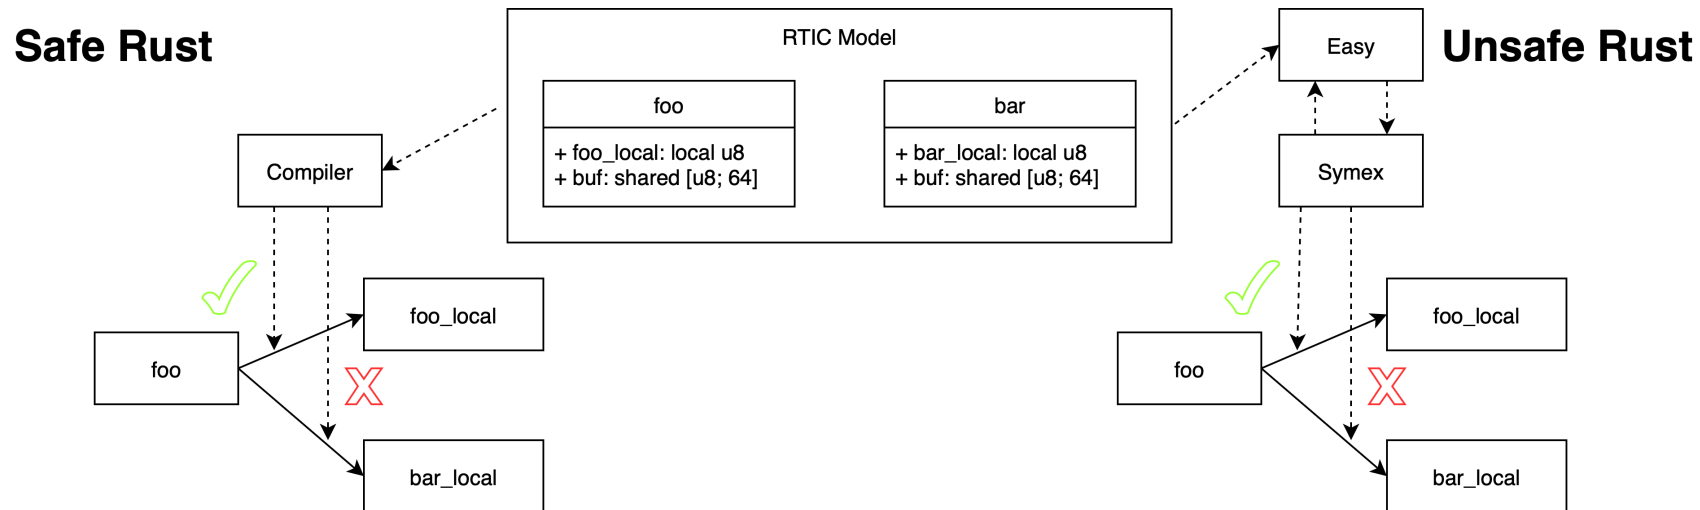 Safe Rust
RTIC Model
foo
+ foo_local: local u8
+ buf: shared [u8; 64]
bar
+ bar_local: local u8
+ buf: shared [u8; 64]
Easy
Unsafe Rust
Compiler
Symex
foo
foo_local
X
bar_local
foo
foo_local
X
bar_local